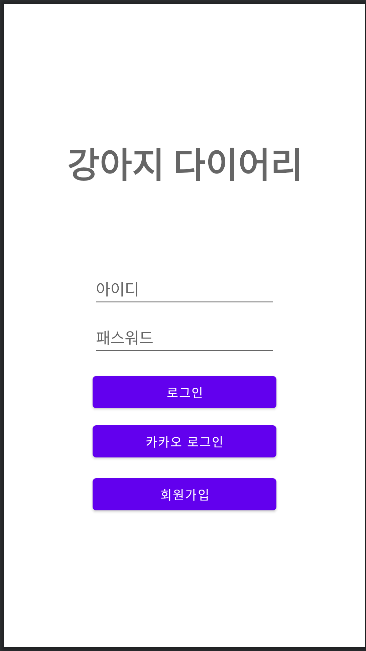 강아지 다이어리
아이디
패스워드
로그인
카카오 로그인
회원가입